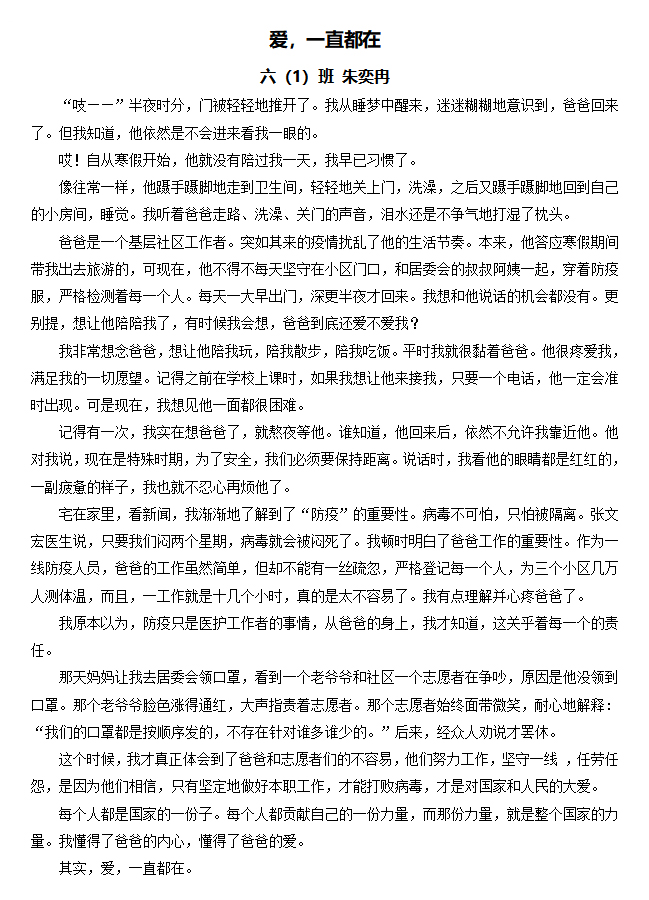 爱，一直都在
六（1）班 朱奕冉
“吱——”半夜时分，门被轻轻地推开了。我从睡梦中醒来，迷迷糊糊地意识到，爸爸回来
了。但我知道，他依然是不会进来看我一眼的。
哎！自从寒假开始，他就没有陪过我一天，我早已习惯了。
像往常一样，他蹑手蹑脚地走到卫生间，轻轻地关上门，洗澡，之后又蹑手蹑脚地回到自己
的小房间，睡觉。我听着爸爸走路、洗澡、关门的声音，泪水还是不争气地打湿了枕头。
爸爸是一个基层社区工作者。突如其来的疫情扰乱了他的生活节奏。本来，他答应寒假期间
带我出去旅游的，可现在，他不得不每天坚守在小区门口，和居委会的叔叔阿姨一起，穿着防疫
服，严格检测着每一个人。每天一大早出门，深更半夜才回来。我想和他说话的机会都没有。更
别提，想让他陪陪我了，有时候我会想，爸爸到底还爱不爱我？
我非常想念爸爸，想让他陪我玩，陪我散步，陪我吃饭。平时我就很黏着爸爸。他很疼爱我，
满足我的一切愿望。记得之前在学校上课时，如果我想让他来接我，只要一个电话，他一定会准
时出现。可是现在，我想见他一面都很困难。
记得有一次，我实在想爸爸了，就熬夜等他。谁知道，他回来后，依然不允许我靠近他。他
对我说，现在是特殊时期，为了安全，我们必须要保持距离。说话时，我看他的眼睛都是红红的，
一副疲惫的样子，我也就不忍心再烦他了。
宅在家里，看新闻，我渐渐地了解到了“防疫”的重要性。病毒不可怕，只怕被隔离。张文
宏医生说，只要我们闷两个星期，病毒就会被闷死了。我顿时明白了爸爸工作的重要性。作为一
线防疫人员，爸爸的工作虽然简单，但却不能有一丝疏忽，严格登记每一个人，为三个小区几万
人测体温，而且，一工作就是十几个小时，真的是太不容易了。我有点理解并心疼爸爸了。
我原本以为，防疫只是医护工作者的事情，从爸爸的身上，我才知道，这关乎着每一个的责
任。
那天妈妈让我去居委会领口罩，看到一个老爷爷和社区一个志愿者在争吵，原因是他没领到
口罩。那个老爷爷脸色涨得通红，大声指责着志愿者。那个志愿者始终面带微笑，耐心地解释：
“我们的口罩都是按顺序发的，不存在针对谁多谁少的。”后来，经众人劝说才罢休。
这个时候，我才真正体会到了爸爸和志愿者们的不容易，他们努力工作，坚守一线 ，任劳任
怨，是因为他们相信，只有坚定地做好本职工作，才能打败病毒，才是对国家和人民的大爱。
每个人都是国家的一份子。每个人都贡献自己的一份力量，而那份力量，就是整个国家的力
量。我懂得了爸爸的内心，懂得了爸爸的爱。
其实，爱，一直都在。